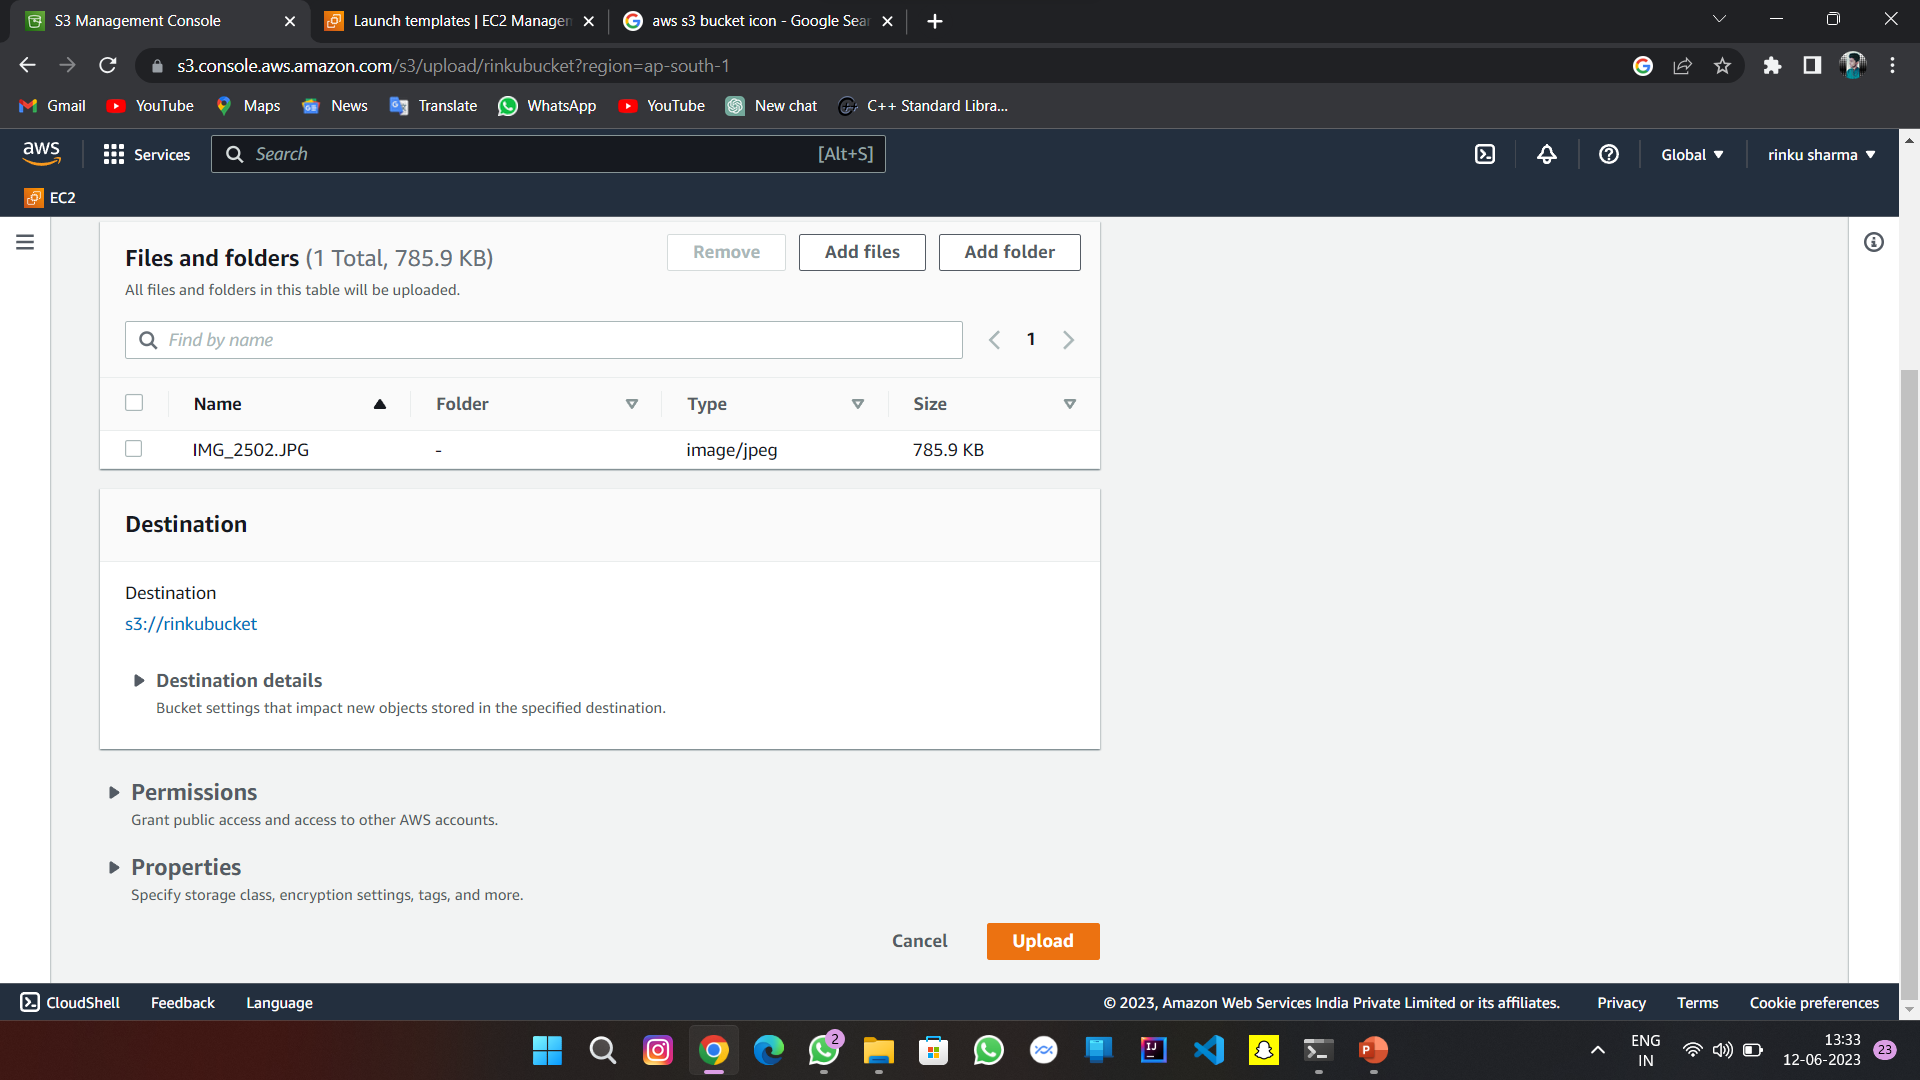 S3 Management Console
Launch templates | EC2 Managem
aws s3 bucket icon - Google Sear
s3.console.aws.amazon.com/s3/upload/rinkubucket?region=ap-south-1
Gmail YouTube Maps News Translate WhatsApp YouTube New chat C++ Standard Libra...
aws Services Search [Alt+S] Global rinku sharma
EC2
Files and folders (1 Total, 785.9 KB) Remove Add files Add folder
All files and folders in this table will be uploaded.
Find by name 1
Name Folder Type Size
IMG_2502.JPG - image/jpeg 785.9 KB
Destination
Destination
s3://rinkubucket
Destination details
Bucket settings that impact new objects stored in the specified destination.
Permissions
Grant public access and access to other AWS accounts.
Properties
Specify storage class, encryption settings, tags, and more.
Cancel Upload
CloudShell Feedback Language © 2023, Amazon Web Services India Private Limited or its affiliates. Privacy Terms Cookie preferences
2 IJ P ENG 13:33
IN 12-06-2023 23